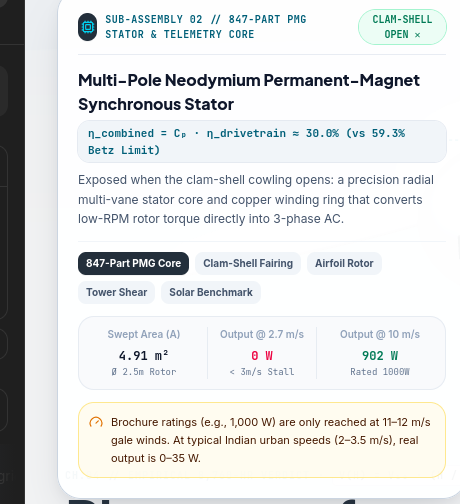 SUB-ASSEMBLY 02 // 847-PART PMG
STATOR & TELEMETRY CORE
CLAM-SHELL
OPEN ×
Multi-Pole Neodymium Permanent-Magnet
Synchronous Stator
η_combined = Cₚ · η_drivetrain ≈ 30.0% (vs 59.3%
Betz Limit)
Exposed when the clam-shell cowling opens: a precision radial
multi-vane stator core and copper winding ring that converts
low-RPM rotor torque directly into 3-phase AC.
847-Part PMG Core Clam-Shell Fairing Airfoil Rotor
Tower Shear Solar Benchmark
Swept Area (A) Output @ 2.7 m/s Output @ 10 m/s
4.91 m² 0 W 902 W
Ø 2.5m Rotor < 3m/s Stall Rated 1000W
Brochure ratings (e.g., 1,000 W) are only reached at 11–12 m/s
gale winds. At typical Indian urban speeds (2–3.5 m/s), real
output is 0–35 W.